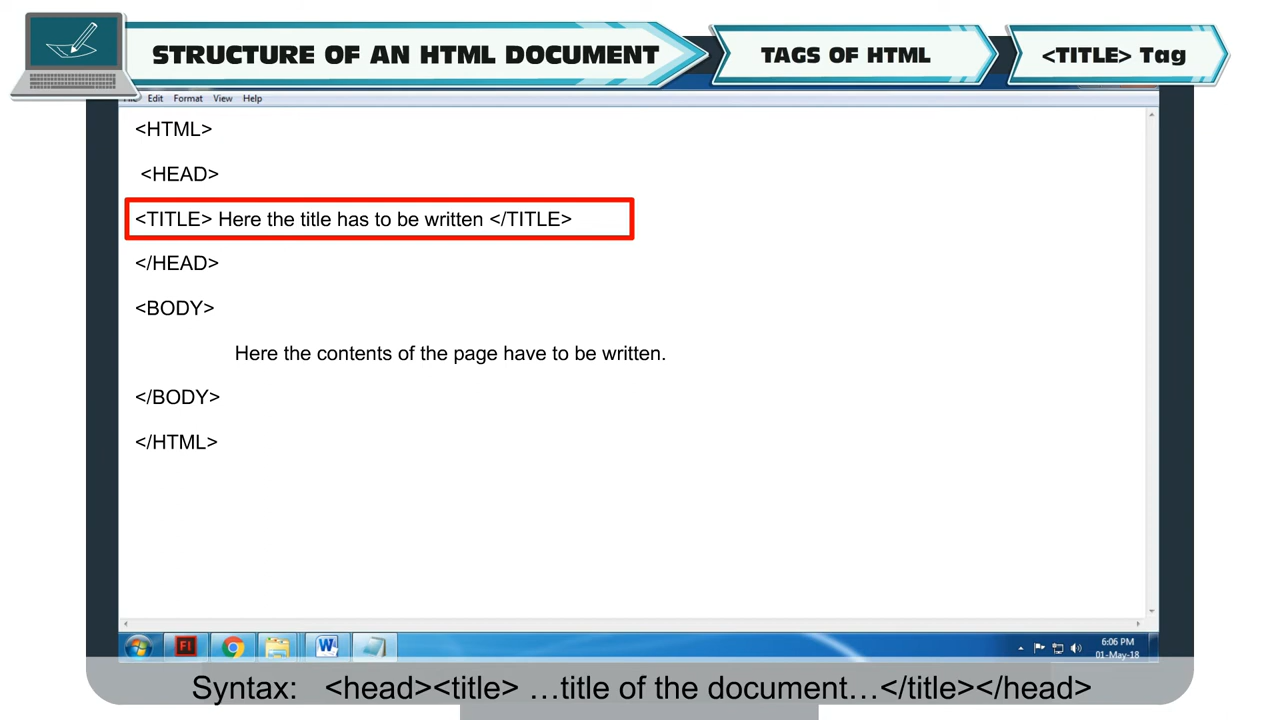 STRUCTURE OF AN HTML DOCUMENT
TAGS OF HTML
<TITLE> Tag
Edit Format View Help
<HTML>
<HEAD>
<TITLE> Here the title has to be written </TITLE>
</HEAD>
<BODY>
Here the contents of the page have to be written.
</BODY>
</HTML>
Fl
W
6:06 PM
01-May-18
Syntax: <head><title> …title of the document…</title></head>